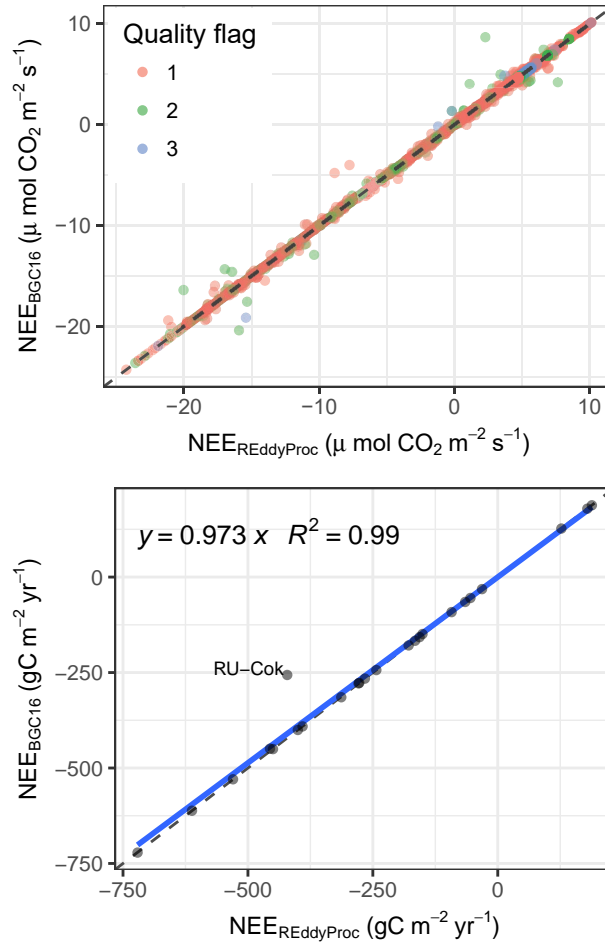 10
0
−10
−20
NEE_BGC16 (μ mol CO₂ m⁻² s⁻¹)
Quality flag
1
2
3
−20 −10 0 10
NEE_REddyProc (μ mol CO₂ m⁻² s⁻¹)
y = 0.973 x R² = 0.99
0
−250
−500
−750
NEE_BGC16 (gC m⁻² yr⁻¹)
RU−Cok
−750 −500 −250 0
NEE_REddyProc (gC m⁻² yr⁻¹)